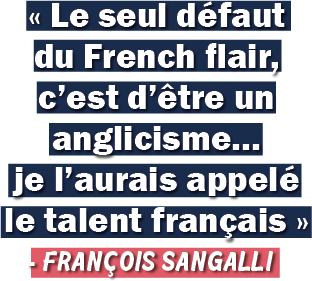 « Le seul défaut
du French flair,
c’est d’être un
anglicisme...
je l’aurais appelé
le talent français »
- FRANÇOIS SANGALLI